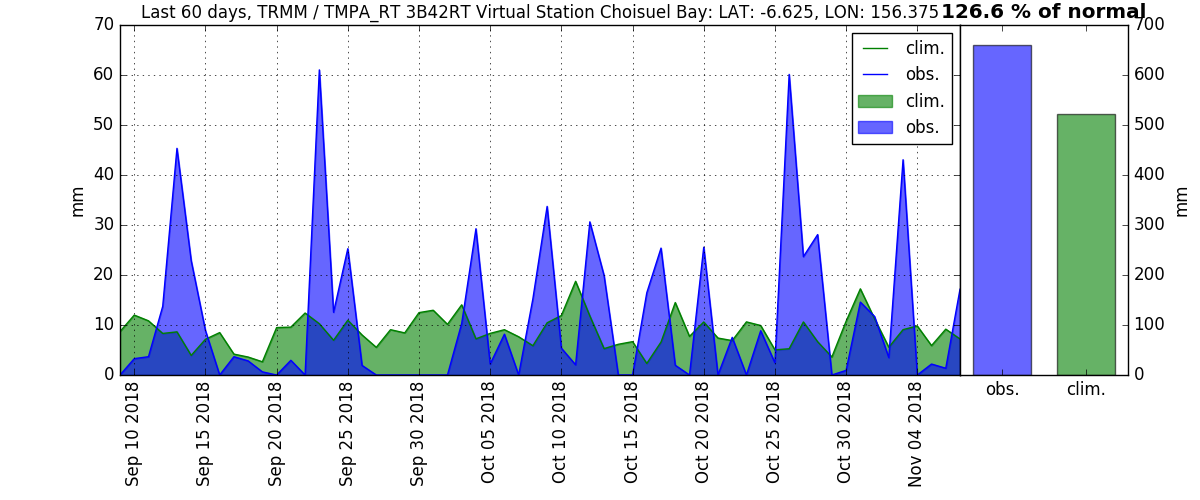 Last 60 days, TRMM / TMPA_RT 3B42RT Virtual Station Choisuel Bay: LAT: -6.625, LON: 156.375
126.6 % of normal
70
60
50
40
30
20
10
0
mm
clim.
obs.
clim.
obs.
Sep 10 2018
Sep 15 2018
Sep 20 2018
Sep 25 2018
Sep 30 2018
Oct 05 2018
Oct 10 2018
Oct 15 2018
Oct 20 2018
Oct 25 2018
Oct 30 2018
Nov 04 2018
700
600
500
400
300
200
100
0
mm
obs.
clim.